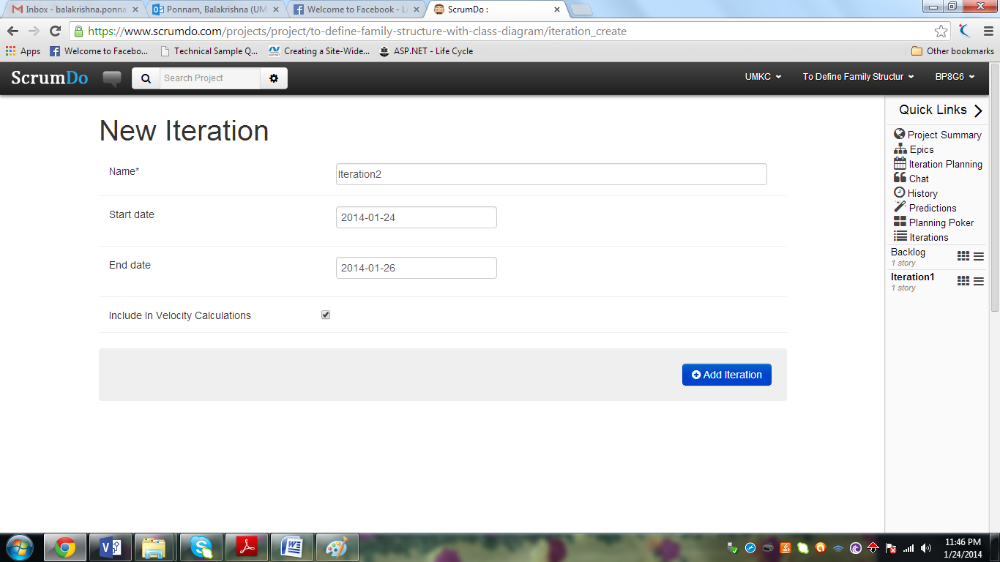 Inbox - balakrishna.ponna
Ponnam, Balakrishna (UM
Welcome to Facebook - L
ScrumDo :
https://www.scrumdo.com/projects/project/to-define-family-structure-with-class-diagram/iteration_create
Apps
Welcome to Facebo...
Technical Sample Q...
Creating a Site-Wide...
ASP.NET - Life Cycle
Other bookmarks
ScrumDo
Search Project
UMKC
To Define Family Structur
BP8G6
New Iteration
Name*
Iteration2
Start date
2014-01-24
End date
2014-01-26
Include In Velocity Calculations
Add Iteration
Quick Links
Project Summary
Epics
Iteration Planning
Chat
History
Predictions
Planning Poker
Iterations
Backlog
1 story
Iteration1
1 story
11:46 PM
1/24/2014